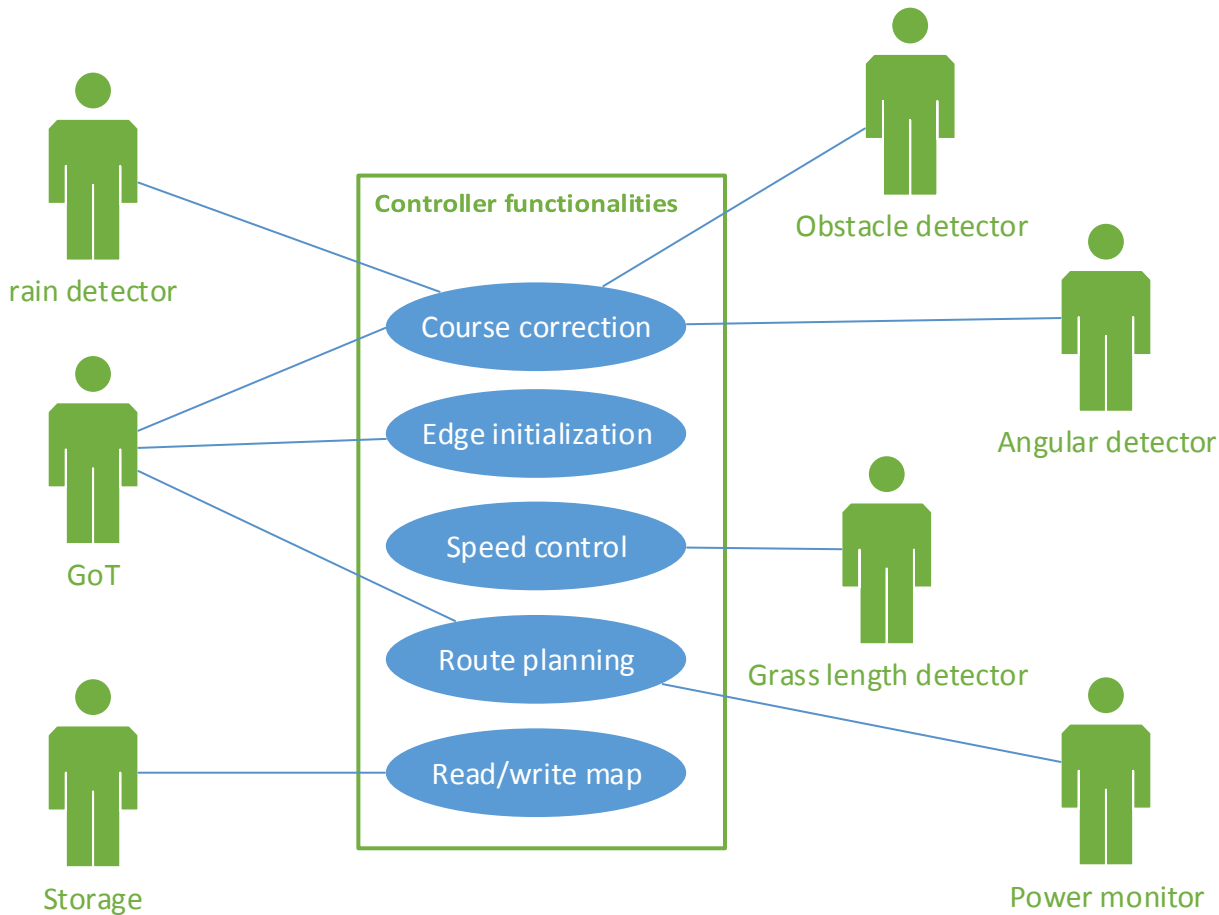 Obstacle detector
Controller functionalities
rain detector
Course correction
Angular detector
Edge initialization
GoT
Speed control
Route planning
Grass length detector
Read/write map
Storage
Power monitor